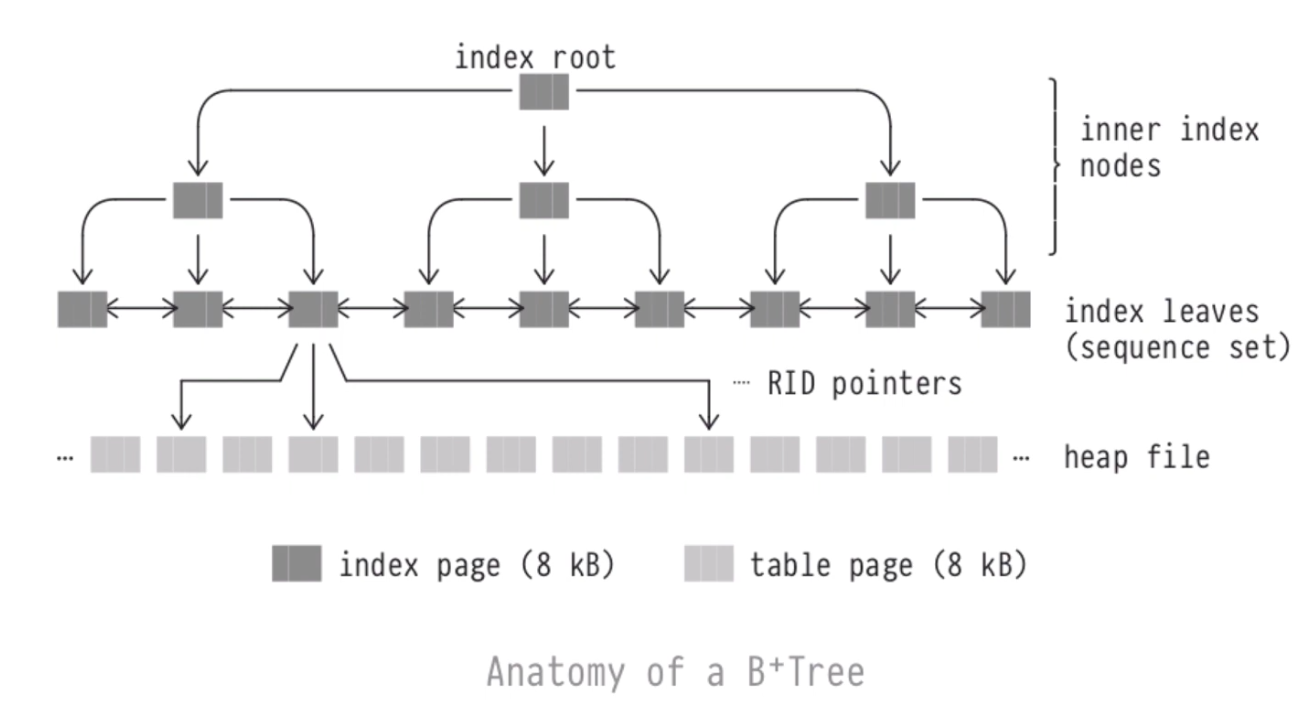 index root
inner index
nodes
index leaves
(sequence set)
···· RID pointers
… … heap file
index page (8 kB) table page (8 kB)
Anatomy of a B⁺Tree